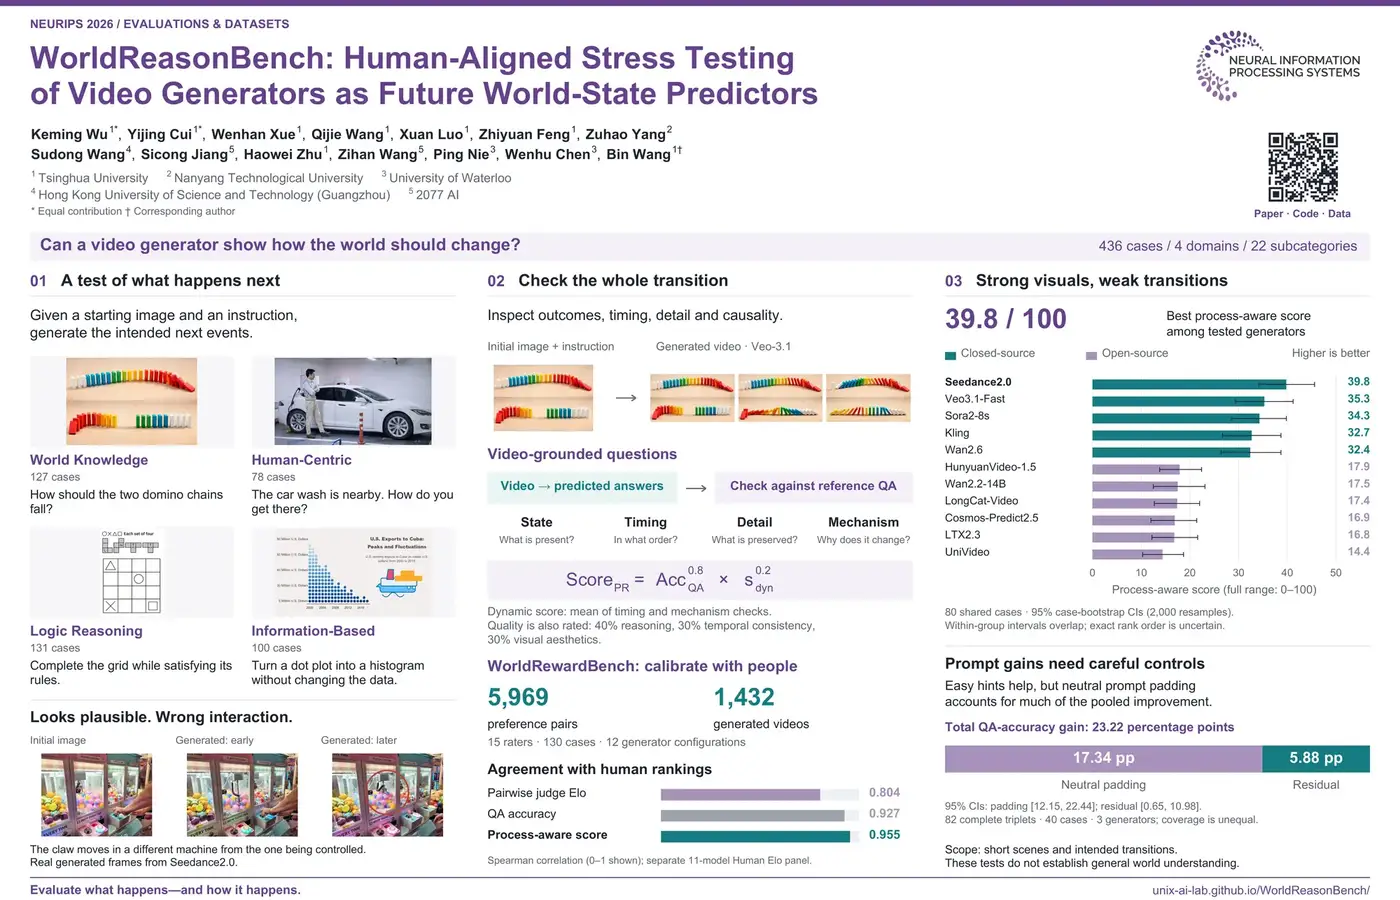 NEURIPS 2026 / EVALUATIONS & DATASETS
WorldReasonBench: Human-Aligned Stress Testing
of Video Generators as Future World-State Predictors
NEURAL INFORMATION
PROCESSING SYSTEMS
Keming Wu1*, Yijing Cui1*, Wenhan Xue1, Qijie Wang1, Xuan Luo1, Zhiyuan Feng1, Zuhao Yang2
Sudong Wang4, Sicong Jiang5, Haowei Zhu1, Zihan Wang5, Ping Nie3, Wenhu Chen3, Bin Wang1†
1 Tsinghua University 2 Nanyang Technological University 3 University of Waterloo
4 Hong Kong University of Science and Technology (Guangzhou) 5 2077 AI
* Equal contribution † Corresponding author
Paper · Code · Data
Can a video generator show how the world should change?
436 cases / 4 domains / 22 subcategories
01 A test of what happens next
Given a starting image and an instruction,
generate the intended next events.
World Knowledge
127 cases
How should the two domino chains
fall?
Human-Centric
78 cases
The car wash is nearby. How do you
get there?
Each set of four
U.S. Exports to Cuba:
Peaks and Fluctuations
Logic Reasoning
131 cases
Complete the grid while satisfying its
rules.
Information-Based
100 cases
Turn a dot plot into a histogram
without changing the data.
Looks plausible. Wrong interaction.
Initial image
Generated: early
Generated: later
The claw moves in a different machine from the one being controlled.
Real generated frames from Seedance2.0.
02 Check the whole transition
Inspect outcomes, timing, detail and causality.
Initial image + instruction
Generated video · Veo-3.1
→
Video-grounded questions
Video → predicted answers
→
Check against reference QA
State
What is present?
Timing
In what order?
Detail
What is preserved?
Mechanism
Why does it change?
ScorePR = AccQA0.8 × sdyn0.2
Dynamic score: mean of timing and mechanism checks.
Quality is also rated: 40% reasoning, 30% temporal consistency,
30% visual aesthetics.
WorldRewardBench: calibrate with people
5,969
preference pairs
1,432
generated videos
15 raters · 130 cases · 12 generator configurations
Agreement with human rankings
Pairwise judge Elo 0.804
QA accuracy 0.927
Process-aware score 0.955
Spearman correlation (0–1 shown); separate 11-model Human Elo panel.
03 Strong visuals, weak transitions
39.8 / 100
Best process-aware score
among tested generators
Closed-source
Open-source
Higher is better
Seedance2.0 39.8
Veo3.1-Fast 35.3
Sora2-8s 34.3
Kling 32.7
Wan2.6 32.4
HunyuanVideo-1.5 17.9
Wan2.2-14B 17.5
LongCat-Video 17.4
Cosmos-Predict2.5 16.9
LTX2.3 16.8
UniVideo 14.4
0 10 20 30 40 50
Process-aware score (full range: 0–100)
80 shared cases · 95% case-bootstrap CIs (2,000 resamples).
Within-group intervals overlap; exact rank order is uncertain.
Prompt gains need careful controls
Easy hints help, but neutral prompt padding
accounts for much of the pooled improvement.
Total QA-accuracy gain: 23.22 percentage points
17.34 pp
5.88 pp
Neutral padding
Residual
95% CIs: padding [12.15, 22.44]; residual [0.65, 10.98].
82 complete triplets · 40 cases · 3 generators; coverage is unequal.
Scope: short scenes and intended transitions.
These tests do not establish general world understanding.
Evaluate what happens—and how it happens.
unix-ai-lab.github.io/WorldReasonBench/